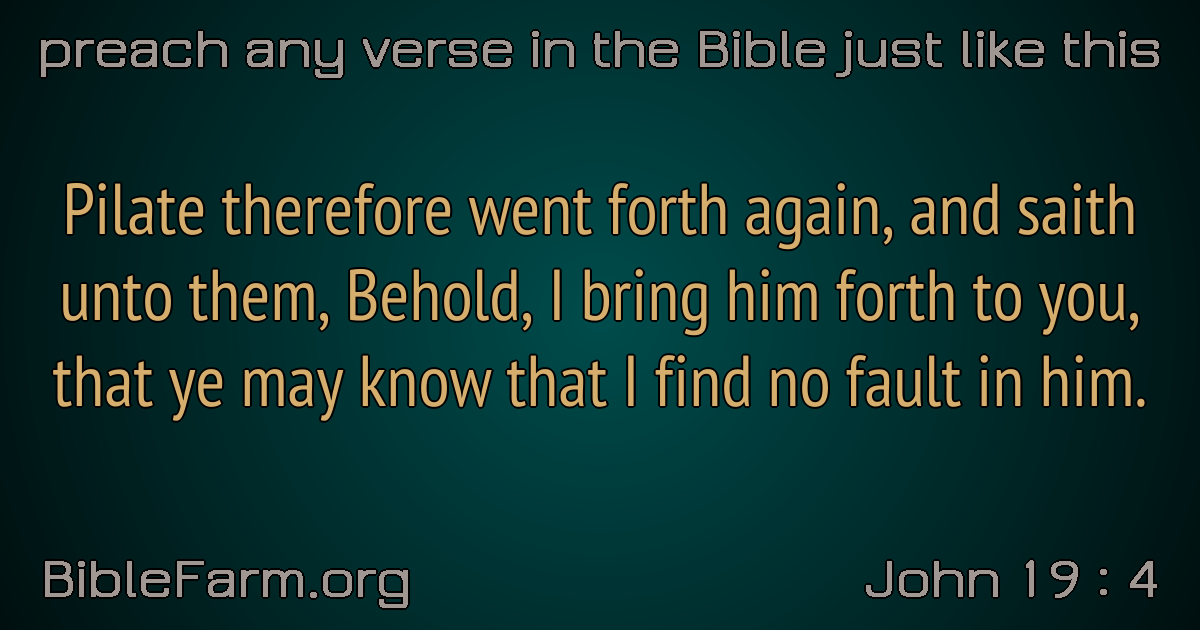 preach any verse in the Bible just like this
Pilate therefore went forth again, and saith
unto them, Behold, I bring him forth to you,
that ye may know that I find no fault in him.
BibleFarm.org
John 19 : 4